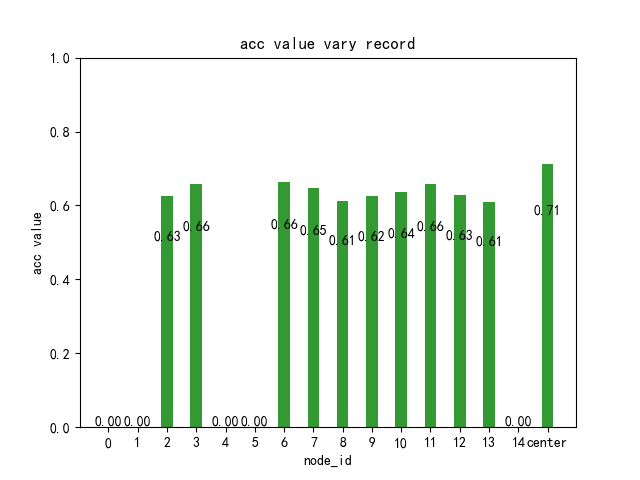 acc value vary record
acc value
1.0
0.8
0.6
0.4
0.2
0.0
0.00 0.00 0.63 0.66 0.00 0.00 0.66 0.65 0.61 0.62 0.64 0.66 0.63 0.61 0.00 0.71
0 1 2 3 4 5 6 7 8 9 10 11 12 13 14 center
node_id